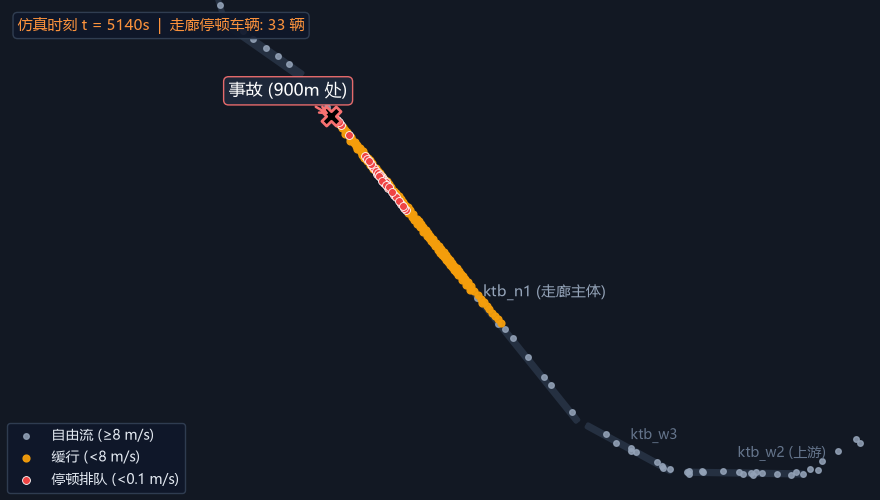 仿真时刻 t = 5140s | 走廊停顿车辆: 33 辆
事故 (900m 处)
ktb_n1 (走廊主体)
ktb_w3
ktb_w2 (上游)
自由流 (≥8 m/s)
缓行 (<8 m/s)
停顿排队 (<0.1 m/s)